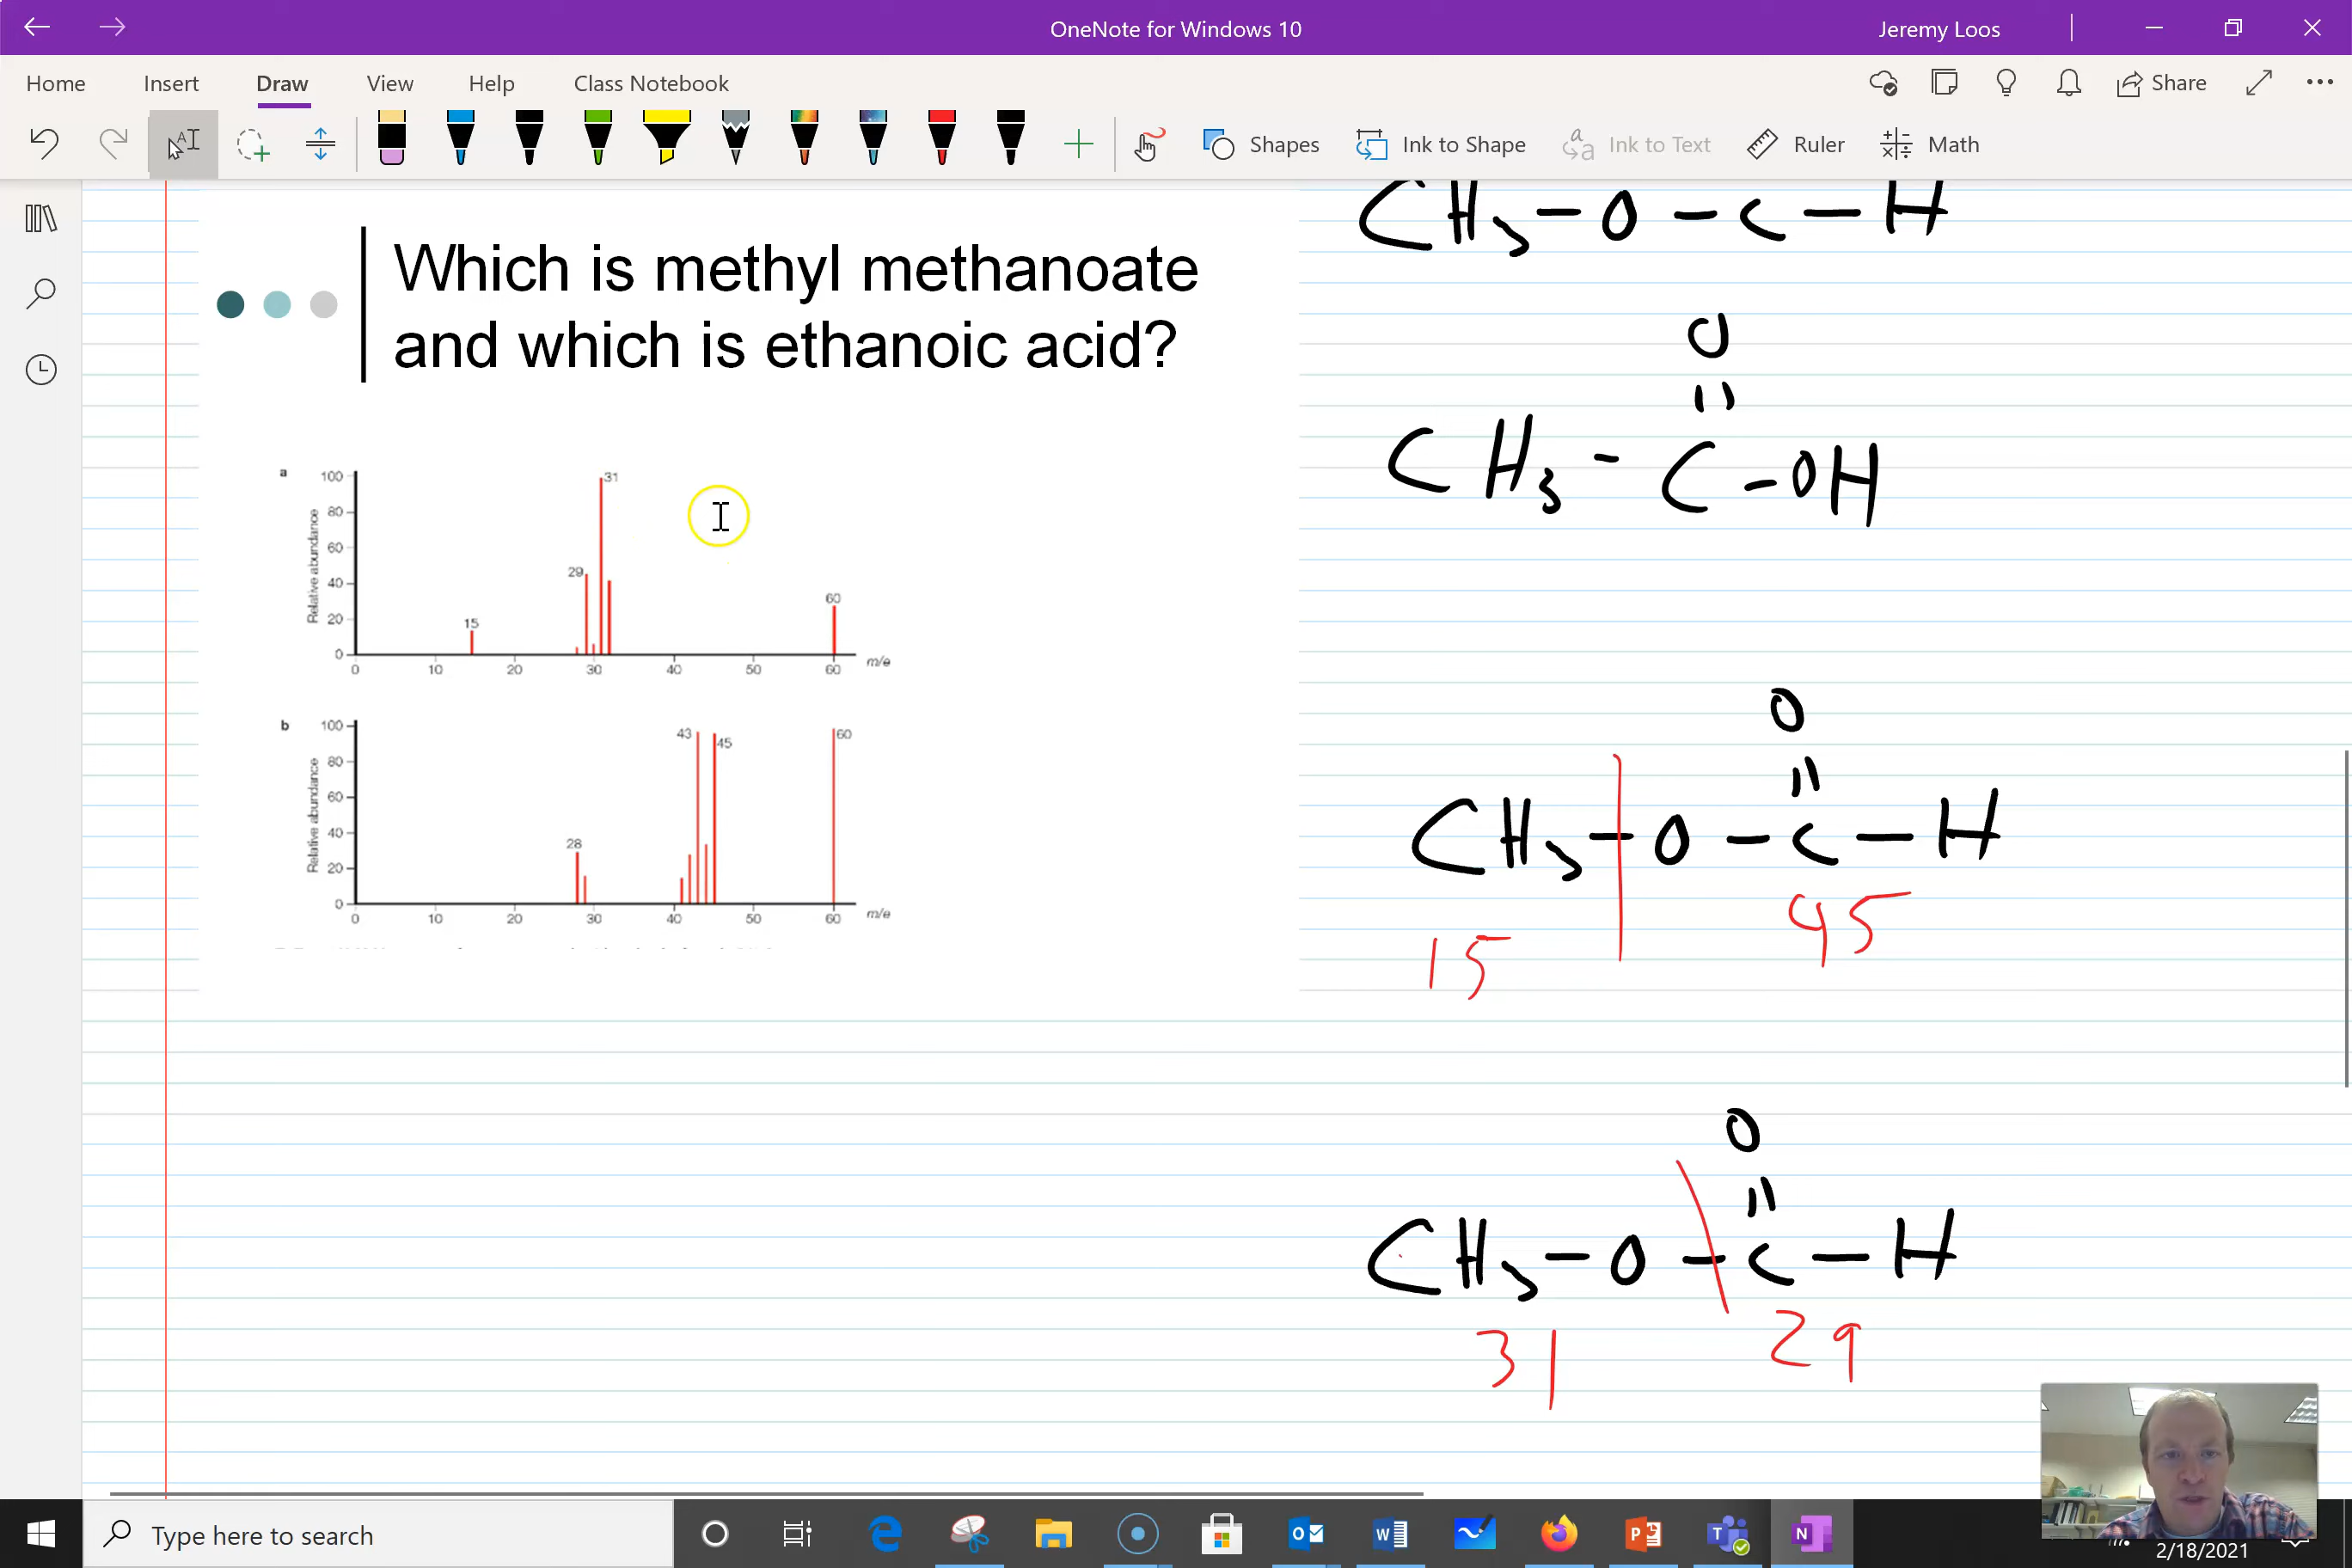 OneNote for Windows 10
Jeremy Loos
Home Insert Draw View Help Class Notebook
Share
Shapes
Ink to Shape
Ink to Text
Ruler
Math
Which is methyl methanoate
and which is ethanoic acid?
CH3-O-C-H
O
CH3-C-OH
a
Relative abundance
100
80
60
40
20
0
15
29
31
60
0 10 20 30 40 50 60 m/e
b
Relative abundance
100
80
60
40
20
0
28
43
45
60
0 10 20 30 40 50 60 m/e
O
CH3-O-C-H
15 45
O
CH3-O-C-H
31 29
Type here to search
2/18/2021